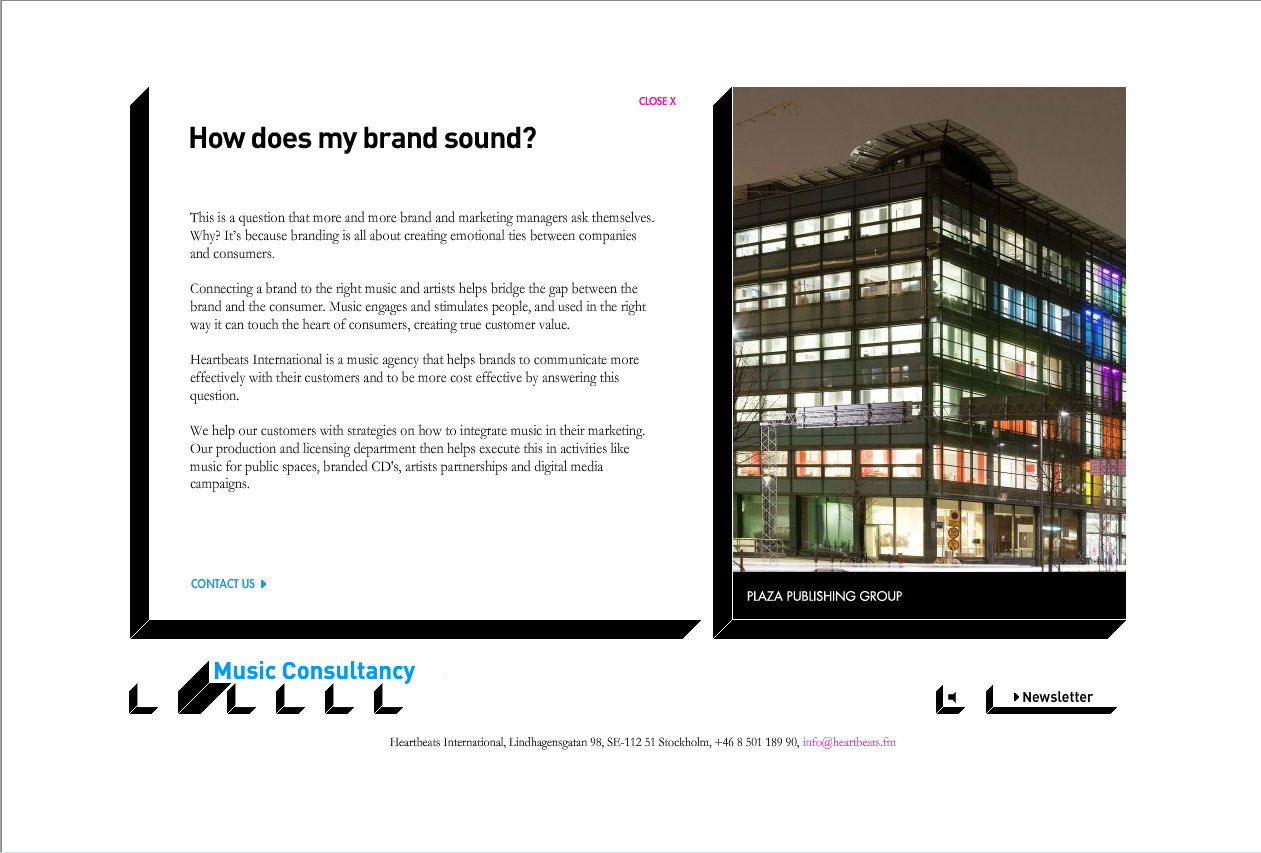 CLOSE X
How does my brand sound?
This is a question that more and more brand and marketing managers ask themselves.
Why? It's because branding is all about creating emotional ties between companies
and consumers.
Connecting a brand to the right music and artists helps bridge the gap between the
brand and the consumer. Music engages and stimulates people, and used in the right
way it can touch the heart of consumers, creating true customer value.
Heartbeats International is a music agency that helps brands to communicate more
effectively with their customers and to be more cost effective by answering this
question.
We help our customers with strategies on how to integrate music in their marketing.
Our production and licensing department then helps execute this in activities like
music for public spaces, branded CD's, artists partnerships and digital media
campaigns.
CONTACT US
PLAZA PUBLISHING GROUP
Music Consultancy
Newsletter
Heartbeats International, Lindhagensgatan 98, SE-112 51 Stockholm, +46 8 501 189 90, info@heartbeats.fm